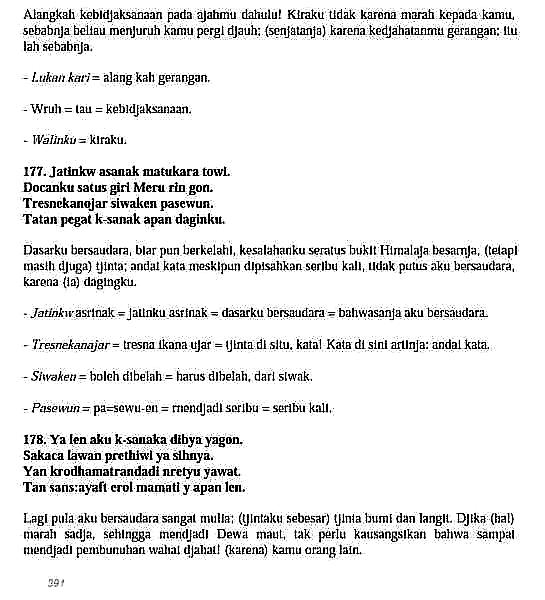 Alangkah kebidjaksanaan pada ajahmu dahulu! Kiraku tidak karena marah kepada kamu,
sebabnja beliau menjuruh kamu pergi djauh; (senjatanja) karena kedjahatanmu gerangan; itu
lah sebabnja.
- Lukan kari = alang kah gerangan.
- Wruh = tau = kebidjaksanaan.
- Walinku = kiraku.
177. Jatinkw asanak matukara towi.
Docanku satus giri Meru rin gon.
Tresnekanojar siwaken pasewun.
Tatan pegat k-sanak apan daginku.
Dasarku bersaudara, biar pun berkelahi, kesalahanku seratus bukit Himalaja besarnja, (tetapi
masih djuga) tjinta; andai kata meskipun dipisahkan seribu kali, tidak putus aku bersaudara,
karena (ia) dagingku.
- Jatinkw asrinak = jatinku asrinak = dasarku bersaudara = bahwasanja aku bersaudara.
- Tresnekanajar = tresna ikana ujar = tjinta di situ, kata! Kata di sini artinja: andai kata.
- Siwaken = boleh dibelah = harus dibelah, dari siwak.
- Pasewun = pa=sewu-en = rnendjadi seribu = seribu kali.
178. Ya len aku k-sanaka dibya yagon.
Sakaca lawan prethiwi ya sihnya.
Yan krodhamatrandadi nretyu yawat.
Tan sans:ayaft erol mamati y apan len.
Lagi pula aku bersaudara sangat mulia; (tjintaku sebesar) tjinta bumi dan langit. Djika (hal)
marah sadja, sehingga mendjadi Dewa maut, tak perlu kausangsikan bahwa sampai
mendjadi pembunuhan wahai djahat! (karena) kamu orang lain.
391